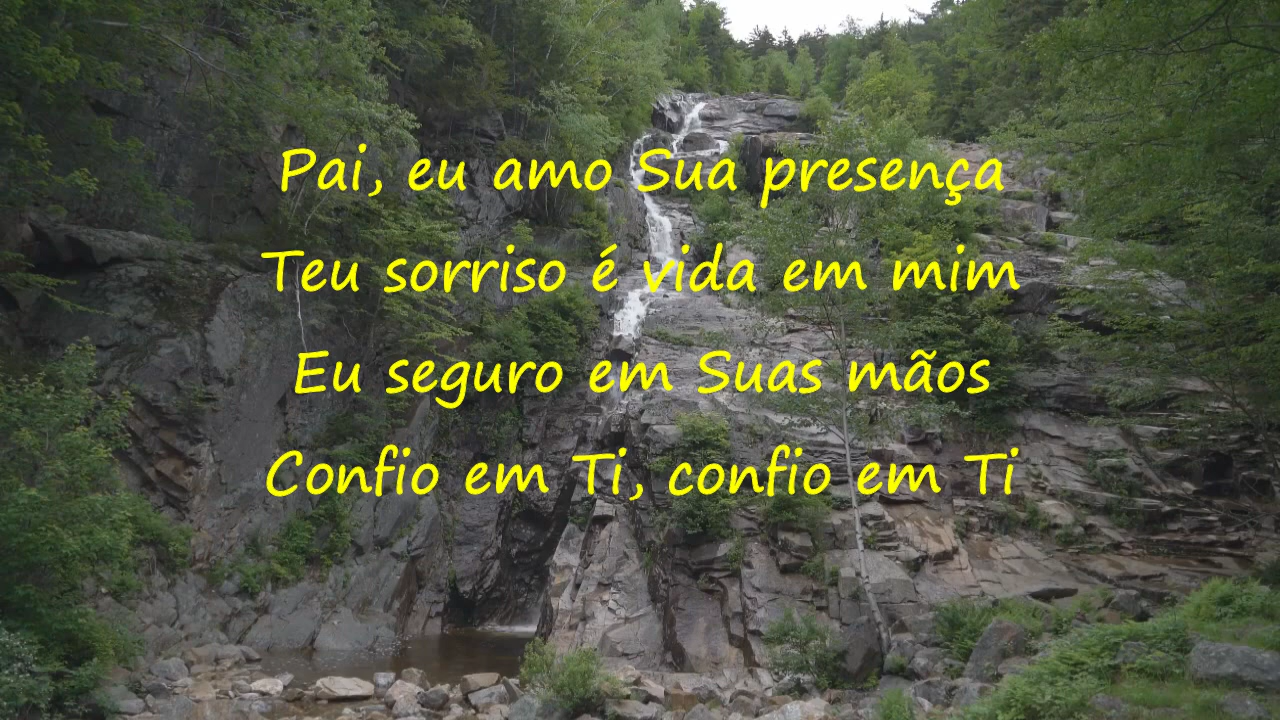 Pai, eu amo Sua presença
Teu sorriso é vida em mim
Eu seguro em Suas mãos
Confio em Ti, confio em Ti